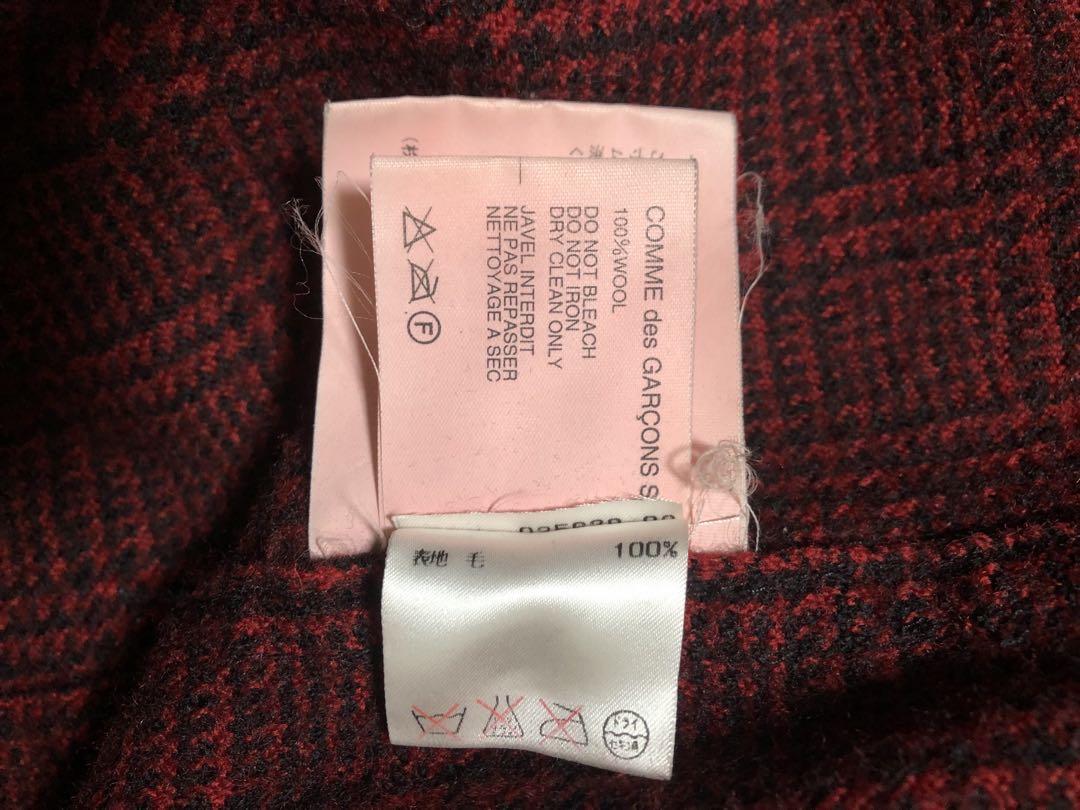 COMME des GARÇONS S
100%WOOL
DO NOT BLEACH
DO NOT IRON
DRY CLEAN ONLY
JAVEL INTERDIT
NE PAS REPASSER
NETTOYAGE A SEC
F
表地 毛 100%
ドライ